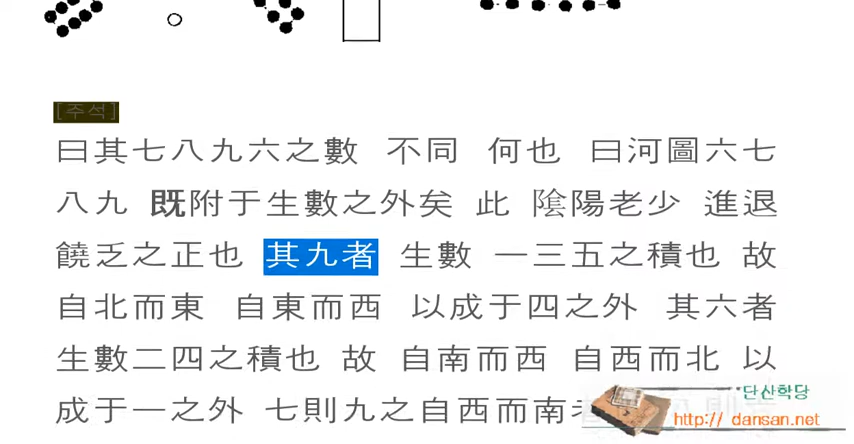 [주석]
曰其七八九六之數 不同 何也 曰河圖六七
八九 既附于生數之外矣 此 陰陽老少 進退
饒乏之正也 其九者 生數 一三五之積也 故
自北而東 自東而西 以成于四之外 其六者
生數二四之積也 故 自南而西 自西而北 以
成于一之外 七則九之自西而南者
단산학당
http:// dansan.net